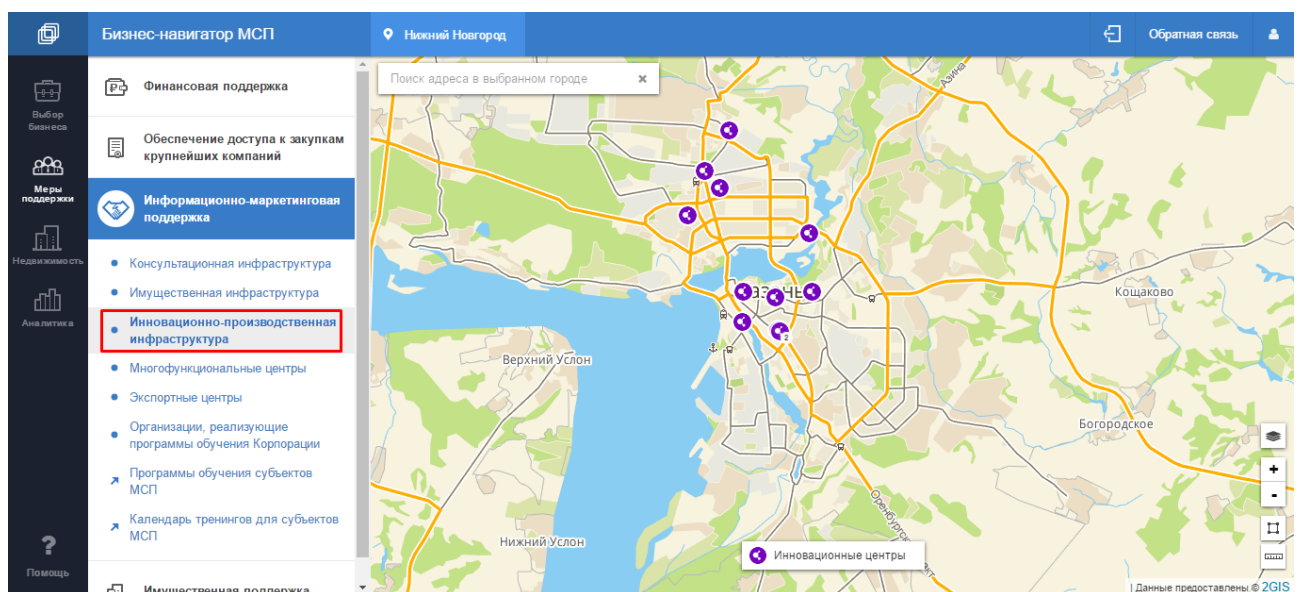 Бизнес-навигатор МСП
Нижний Новгород
Обратная связь
Выбор
бизнеса
Меры
поддержки
Недвижимость
Аналитика
?
Помощь
Финансовая поддержка
Обеспечение доступа к закупкам
крупнейших компаний
Информационно-маркетинговая
поддержка
Консультационная инфраструктура
Имущественная инфраструктура
Инновационно-производственная
инфраструктура
Многофункциональные центры
Экспортные центры
Организации, реализующие
программы обучения Корпорации
Программы обучения субъектов
МСП
Календарь тренингов для субъектов
МСП
Имущественная поддержка
Поиск адреса в выбранном городе
Азина
Кощаково
Верхний Услон
2
Богородское
Нижний Услон
Инновационные центры
+
-
| Данные предоставлены © 2GIS